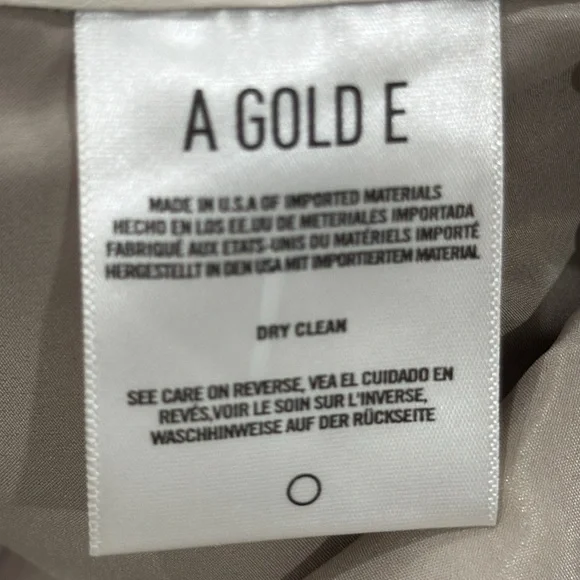 A GOLD E
MADE IN U.S.A OF IMPORTED MATERIALS
HECHO EN LOS EE.UU DE METERIALES IMPORTADA
FABRIQUÉ AUX ETATS-UNIS DU MATÉRIELS IMPORTÉ
HERGESTELLT IN DEN USA MIT IMPORTIERTEM MATERIAL
DRY CLEAN
SEE CARE ON REVERSE, VEA EL CUIDADO EN
REVÉS,VOIR LE SOIN SUR L'INVERSE,
WASCHHINWEISE AUF DER RÜCKSEITE